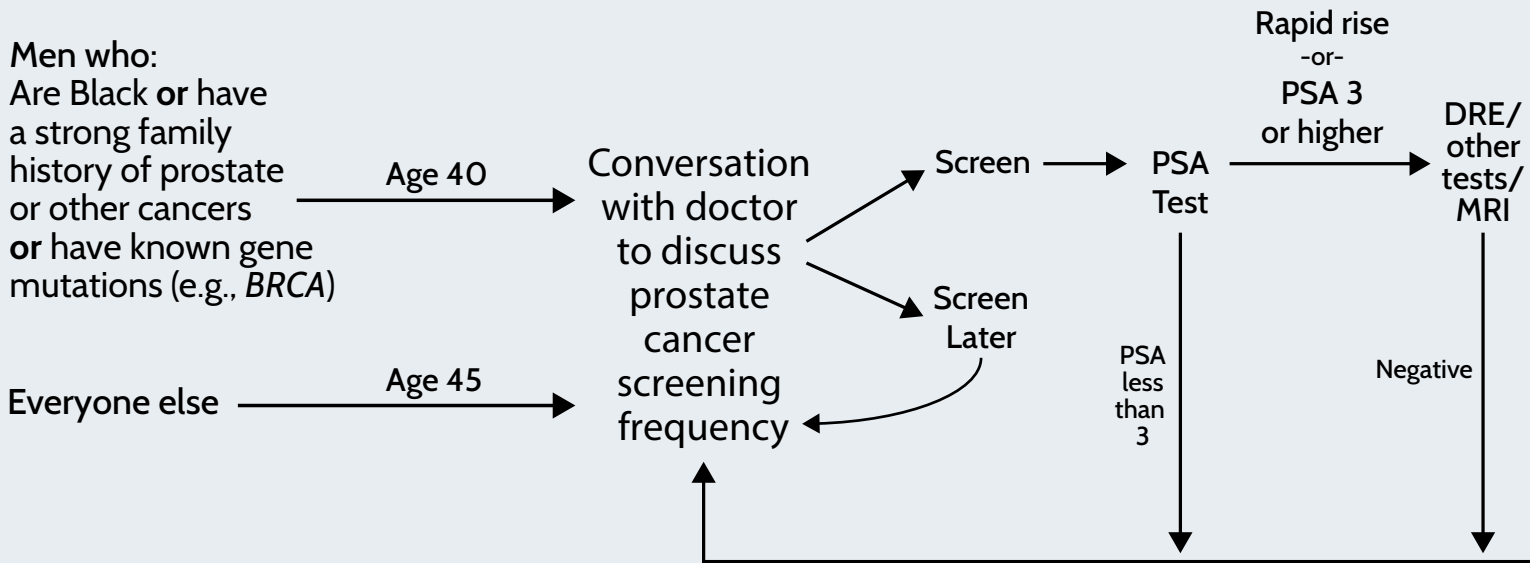 Men who:
Are Black or have
a strong family
history of prostate
or other cancers
or have known gene
mutations (e.g., BRCA)
Age 40
Everyone else
Age 45
Conversation
with doctor
to discuss
prostate
cancer
screening
frequency
Screen
Screen
Later
PSA
Test
PSA
less
than
3
Rapid rise
-or-
PSA 3
or higher
DRE/
other
tests/
MRI
Negative